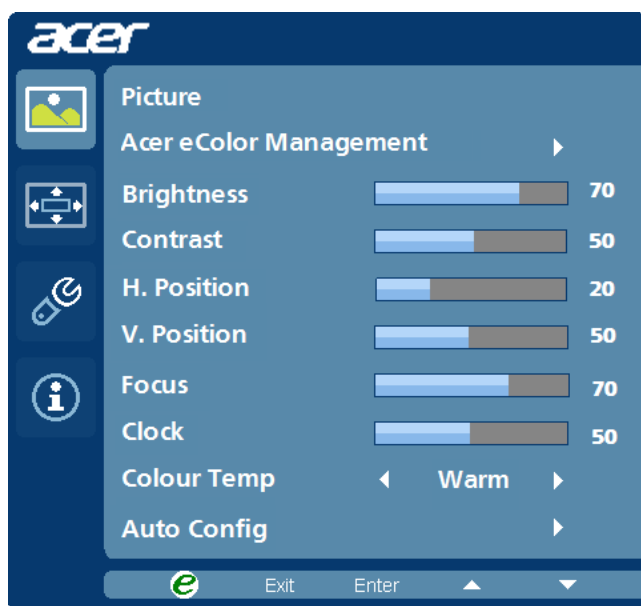 acer
Picture
Acer eColor Management
Brightness 70
Contrast 50
H. Position 20
V. Position 50
Focus 70
Clock 50
Colour Temp Warm
Auto Config
e Exit Enter